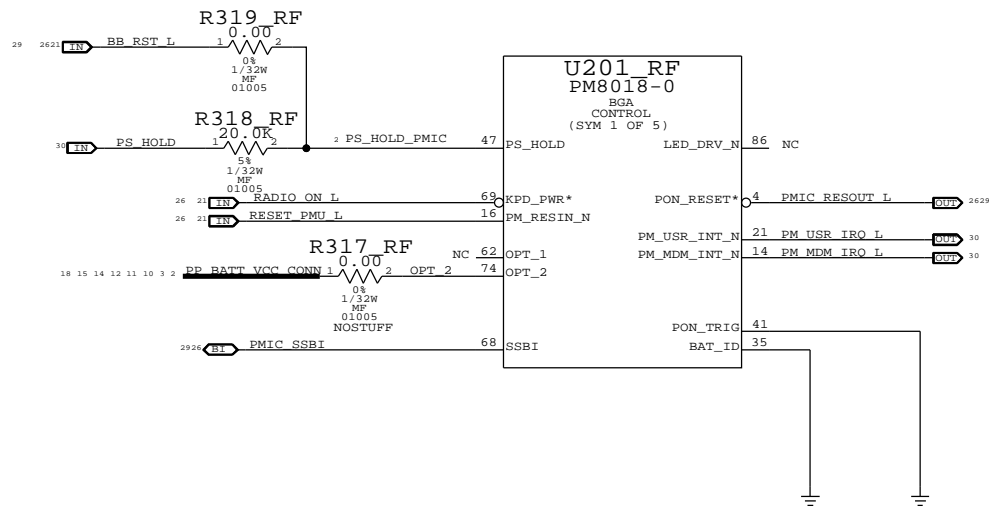 R319_RF
0.00
29 2621 IN BB_RST_L 1 2
0%
1/32W
MF
01005
R318_RF
20.0K
30 IN PS_HOLD 1 2
5%
1/32W
MF
01005
2 PS_HOLD_PMIC 47 PS_HOLD
26 21 IN RADIO_ON_L 69 KPD_PWR*
26 21 IN RESET_PMU_L 16 PM_RESIN_N
R317_RF
0.00
NC 62 OPT_1
18 15 14 12 11 10 3 2 PP_BATT_VCC_CONN 1 2 OPT_2 74 OPT_2
0%
1/32W
MF
01005
NOSTUFF
2926 BI PMIC_SSBI 68 SSBI
U201_RF
PM8018-0
BGA
CONTROL
(SYM 1 OF 5)
LED_DRV_N 86 NC
PON_RESET* 4 PMIC_RESOUT_L OUT 2629
PM_USR_INT_N 21 PM_USR_IRQ_L OUT 30
PM_MDM_INT_N 14 PM_MDM_IRQ_L OUT 30
PON_TRIG 41
BAT_ID 35